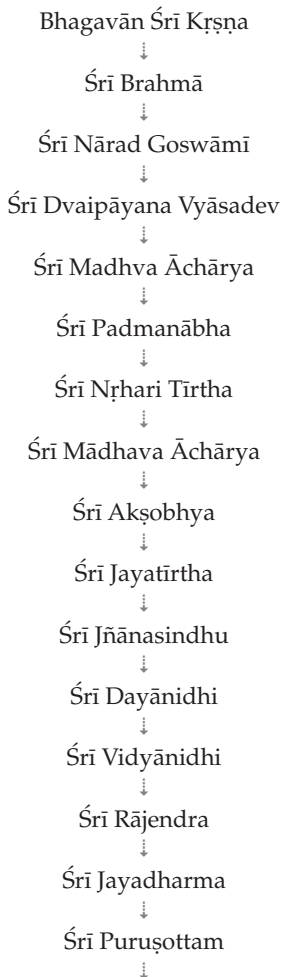 Bhagavān Śrī Kṛṣṇa
Śrī Brahmā
Śrī Nārad Goswāmī
Śrī Dvaipāyana Vyāsadev
Śrī Madhva Āchārya
Śrī Padmanābha
Śrī Nṛhari Tīrtha
Śrī Mādhava Āchārya
Śrī Akṣobhya
Śrī Jayatīrtha
Śrī Jñānasindhu
Śrī Dayānidhi
Śrī Vidyānidhi
Śrī Rājendra
Śrī Jayadharma
Śrī Puruṣottam